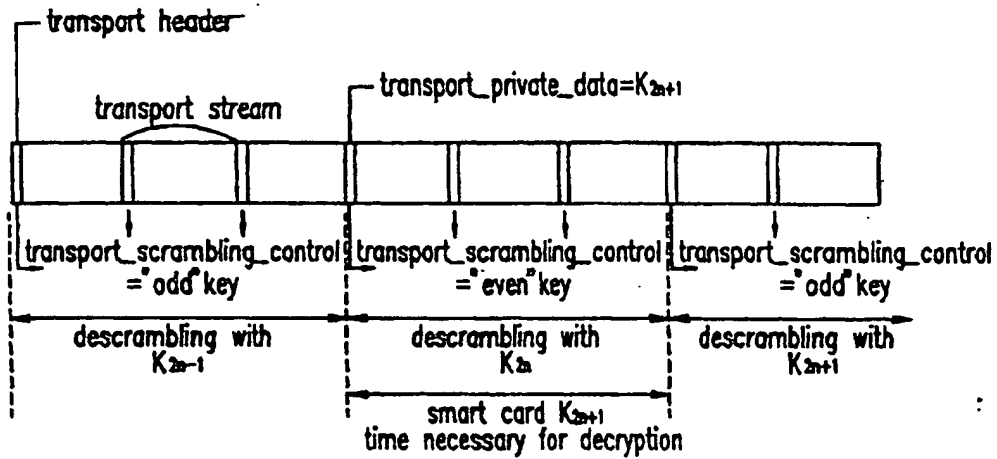 transport header
transport_private_data=K2n+1
transport stream
transport_scrambling_control
="odd" key
transport_scrambling_control
="even" key
transport_scrambling_control
="odd" key
descrambling with
K2n-1
descrambling with
K2n
descrambling with
K2n+1
smart card K2n+1
time necessary for decryption